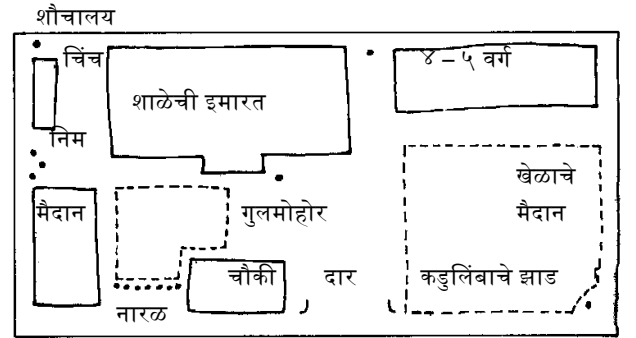 शौचालय
चिंच
४ – ५ वर्ग
शाळेची इमारत
निम
खेळाचे
मैदान
गुलमोहोर
मैदान
चौकी
दार
कडुलिंबाचे झाड
नारळ